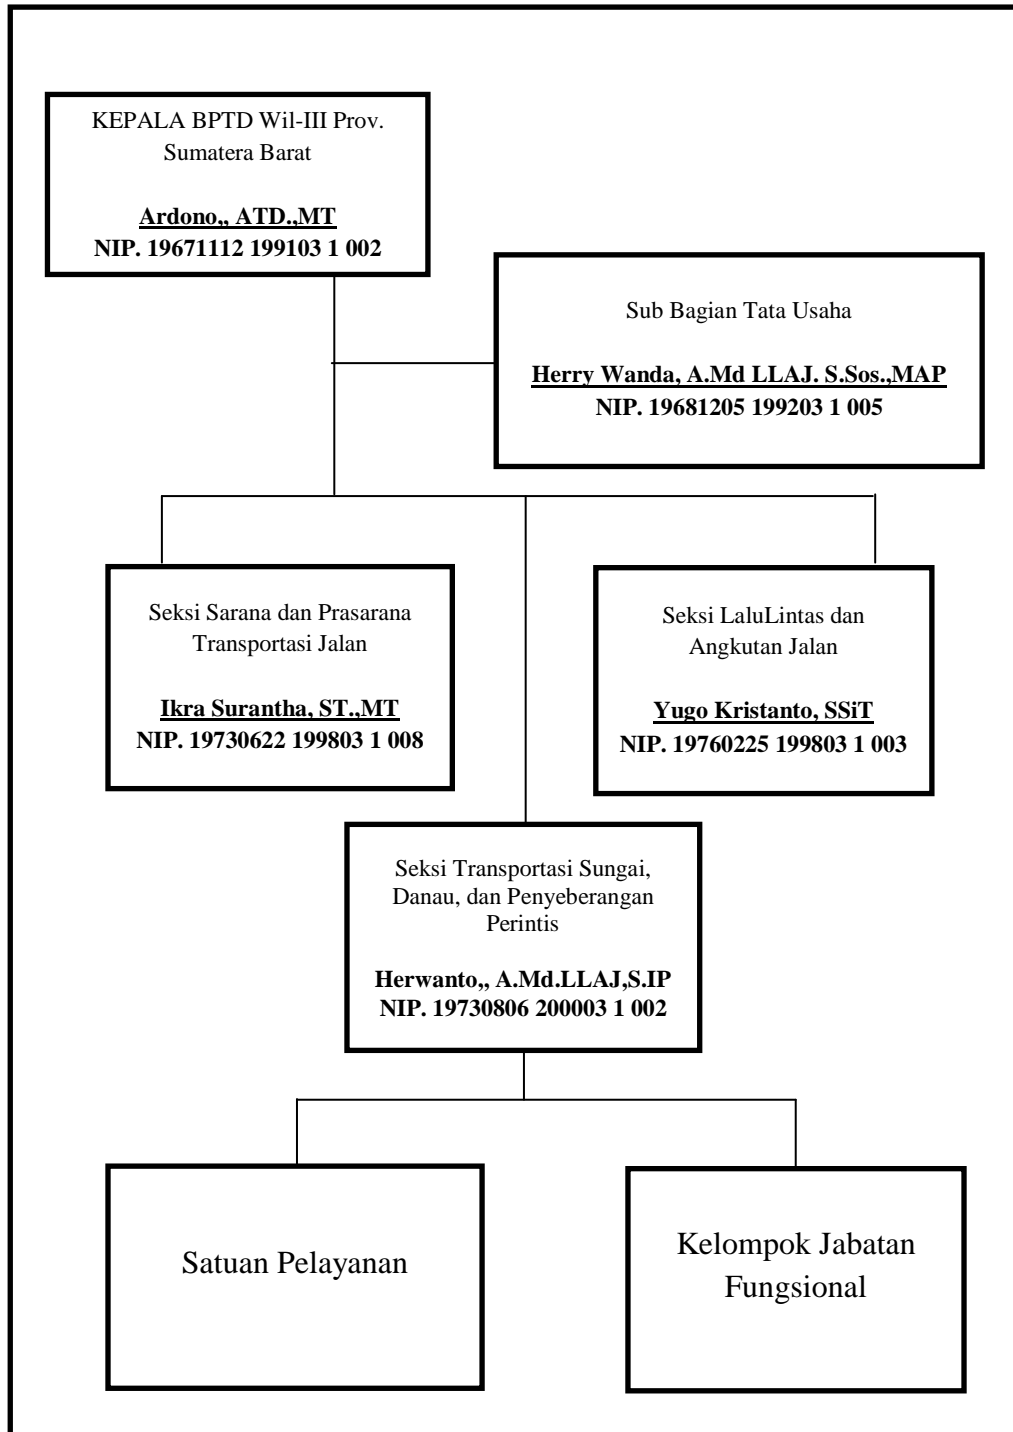 KEPALA BPTD Wil-III Prov.
Sumatera Barat
Ardono,, ATD.,MT
NIP. 19671112 199103 1 002
Sub Bagian Tata Usaha
Herry Wanda, A.Md LLAJ. S.Sos.,MAP
NIP. 19681205 199203 1 005
Seksi Sarana dan Prasarana
Transportasi Jalan
Ikra Surantha, ST.,MT
NIP. 19730622 199803 1 008
Seksi LaluLintas dan
Angkutan Jalan
Yugo Kristanto, SSiT
NIP. 19760225 199803 1 003
Seksi Transportasi Sungai,
Danau, dan Penyeberangan
Perintis
Herwanto,, A.Md.LLAJ,S.IP
NIP. 19730806 200003 1 002
Satuan Pelayanan
Kelompok Jabatan
Fungsional